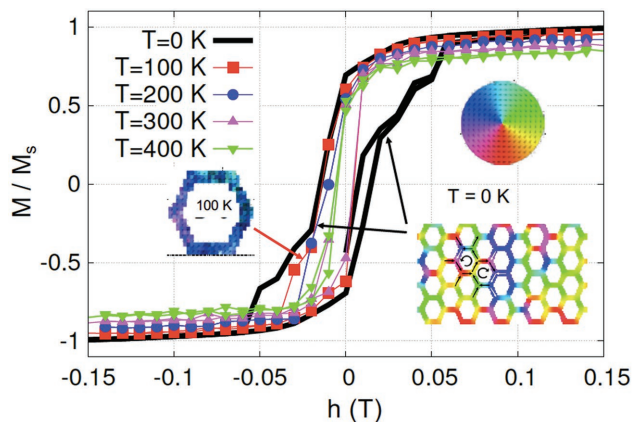 M / Ms
1
0.5
0
-0.5
-1
T=0 K
T=100 K
T=200 K
T=300 K
T=400 K
100 K
T = 0 K
-0.15
-0.1
-0.05
0
0.05
0.1
0.15
h (T)